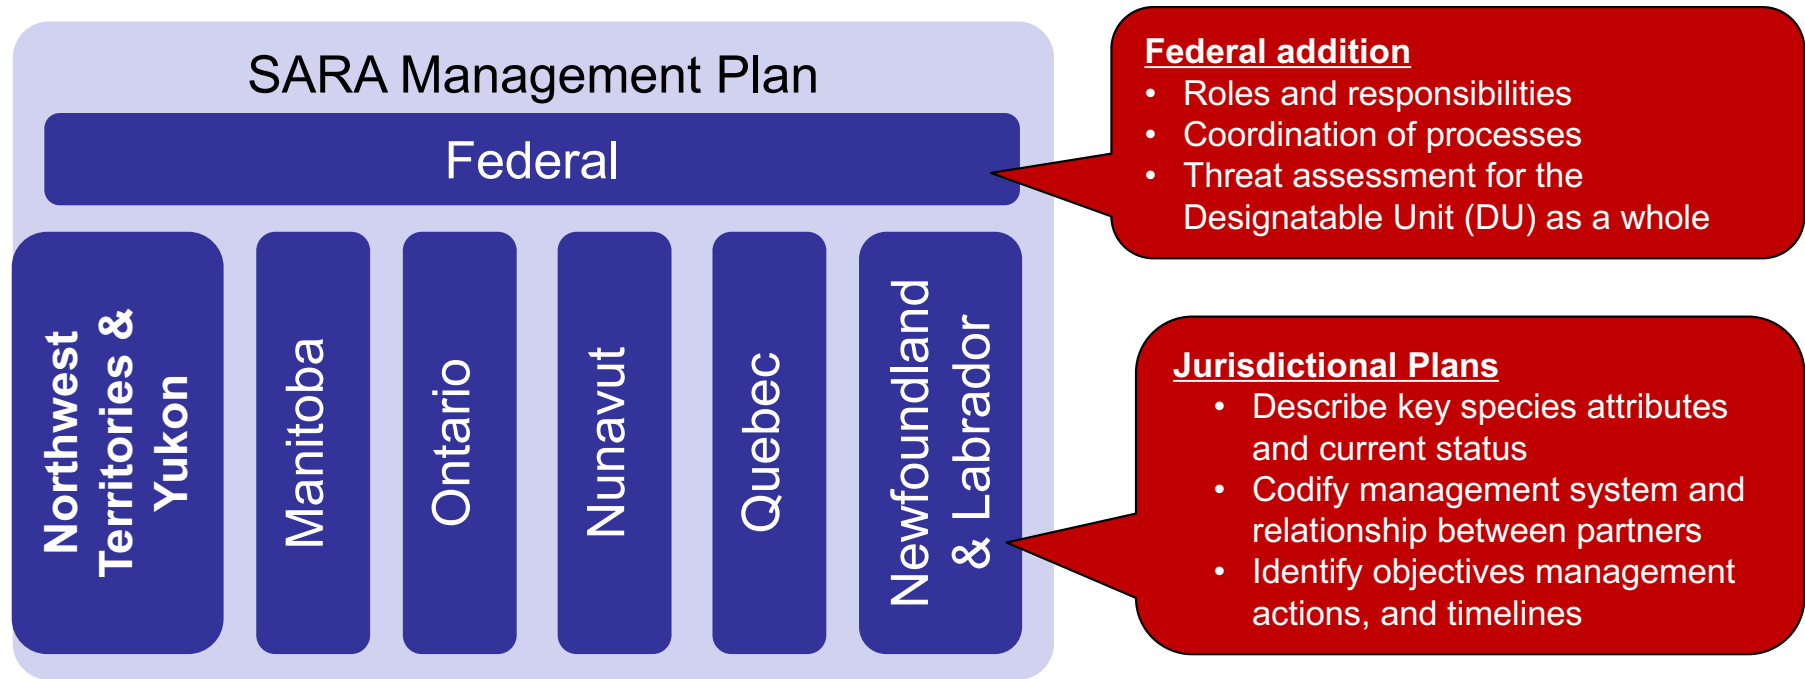 SARA Management Plan
Federal
Northwest
Territories &
Yukon
Manitoba
Ontario
Nunavut
Quebec
Newfoundland
& Labrador
Federal addition
• Roles and responsibilities
• Coordination of processes
• Threat assessment for the
Designatable Unit (DU) as a whole
Jurisdictional Plans
• Describe key species attributes
and current status
• Codify management system and
relationship between partners
• Identify objectives management
actions, and timelines